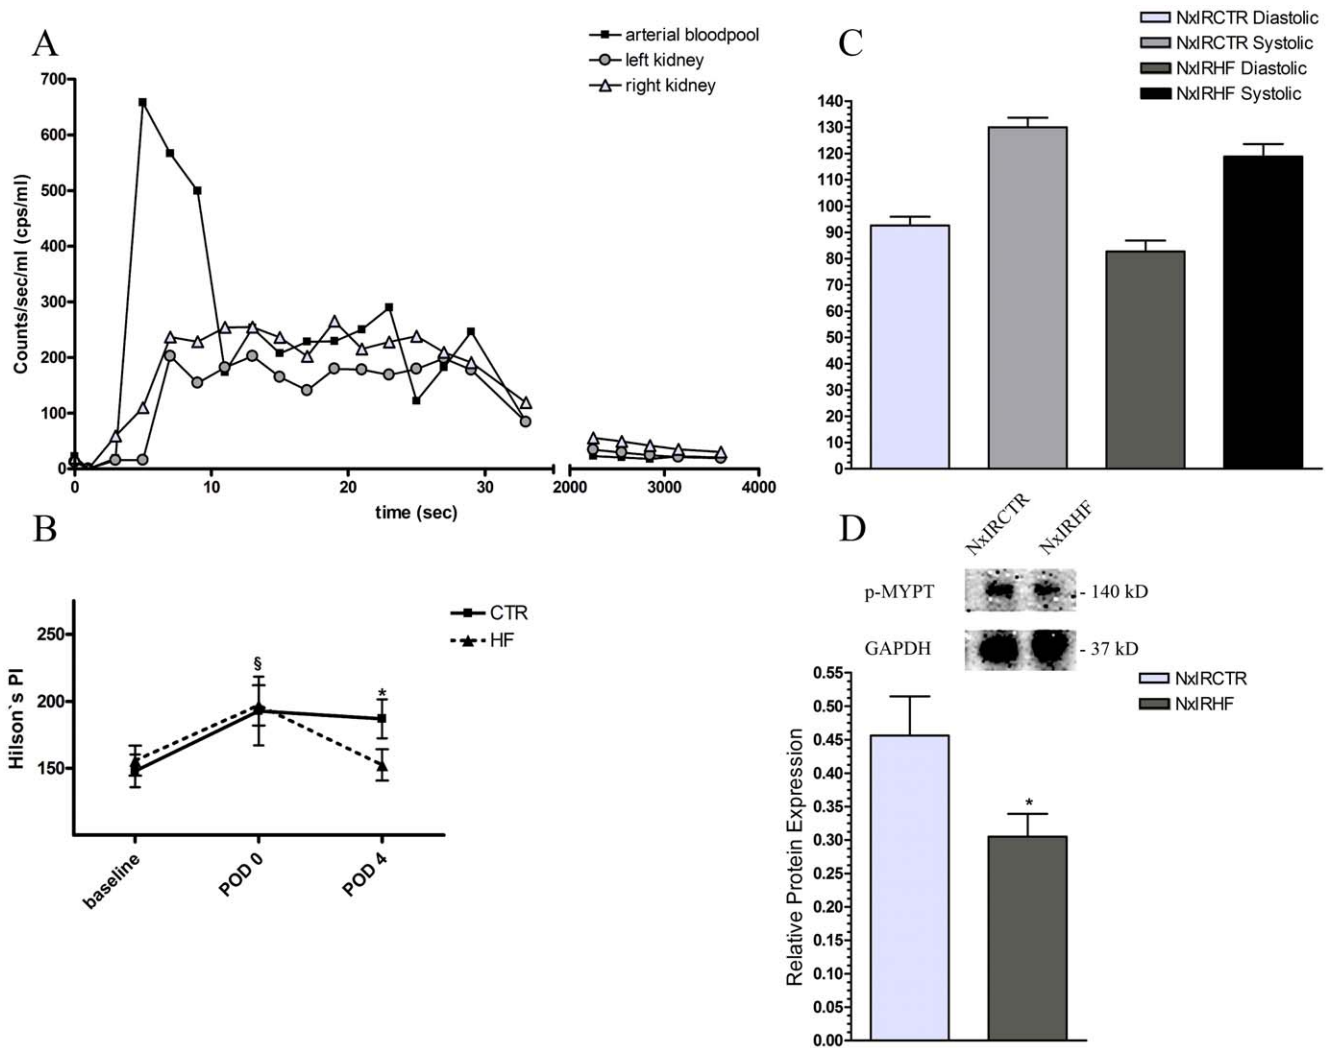 A
arterial bloodpool
left kidney
right kidney
700
600
500
400
300
200
100
0
Counts/sec/ml (cps/ml)
0 10 20 30 2000 3000 4000
time (sec)
B
CTR
HF
250
200
150
Hilson`s PI
§
*
baseline POD 0 POD 4
C
NxIRCTR Diastolic
NxIRCTR Systolic
NxIRHF Diastolic
NxIRHF Systolic
140
130
120
110
100
90
80
70
60
50
40
30
20
10
0
D
NxIRCTR NxIRHF
p-MYPT - 140 kD
GAPDH - 37 kD
NxIRCTR
NxIRHF
0.55
0.50
0.45
0.40
0.35
0.30
0.25
0.20
0.15
0.10
0.05
0.00
Relative Protein Expression
*